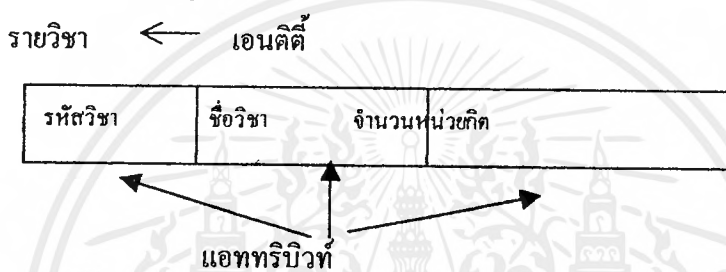 รายวิชา ← เอนติตี้
รหัสวิชา ชื่อวิชา จำนวนหน่วยกิต
แอททริบิวท์